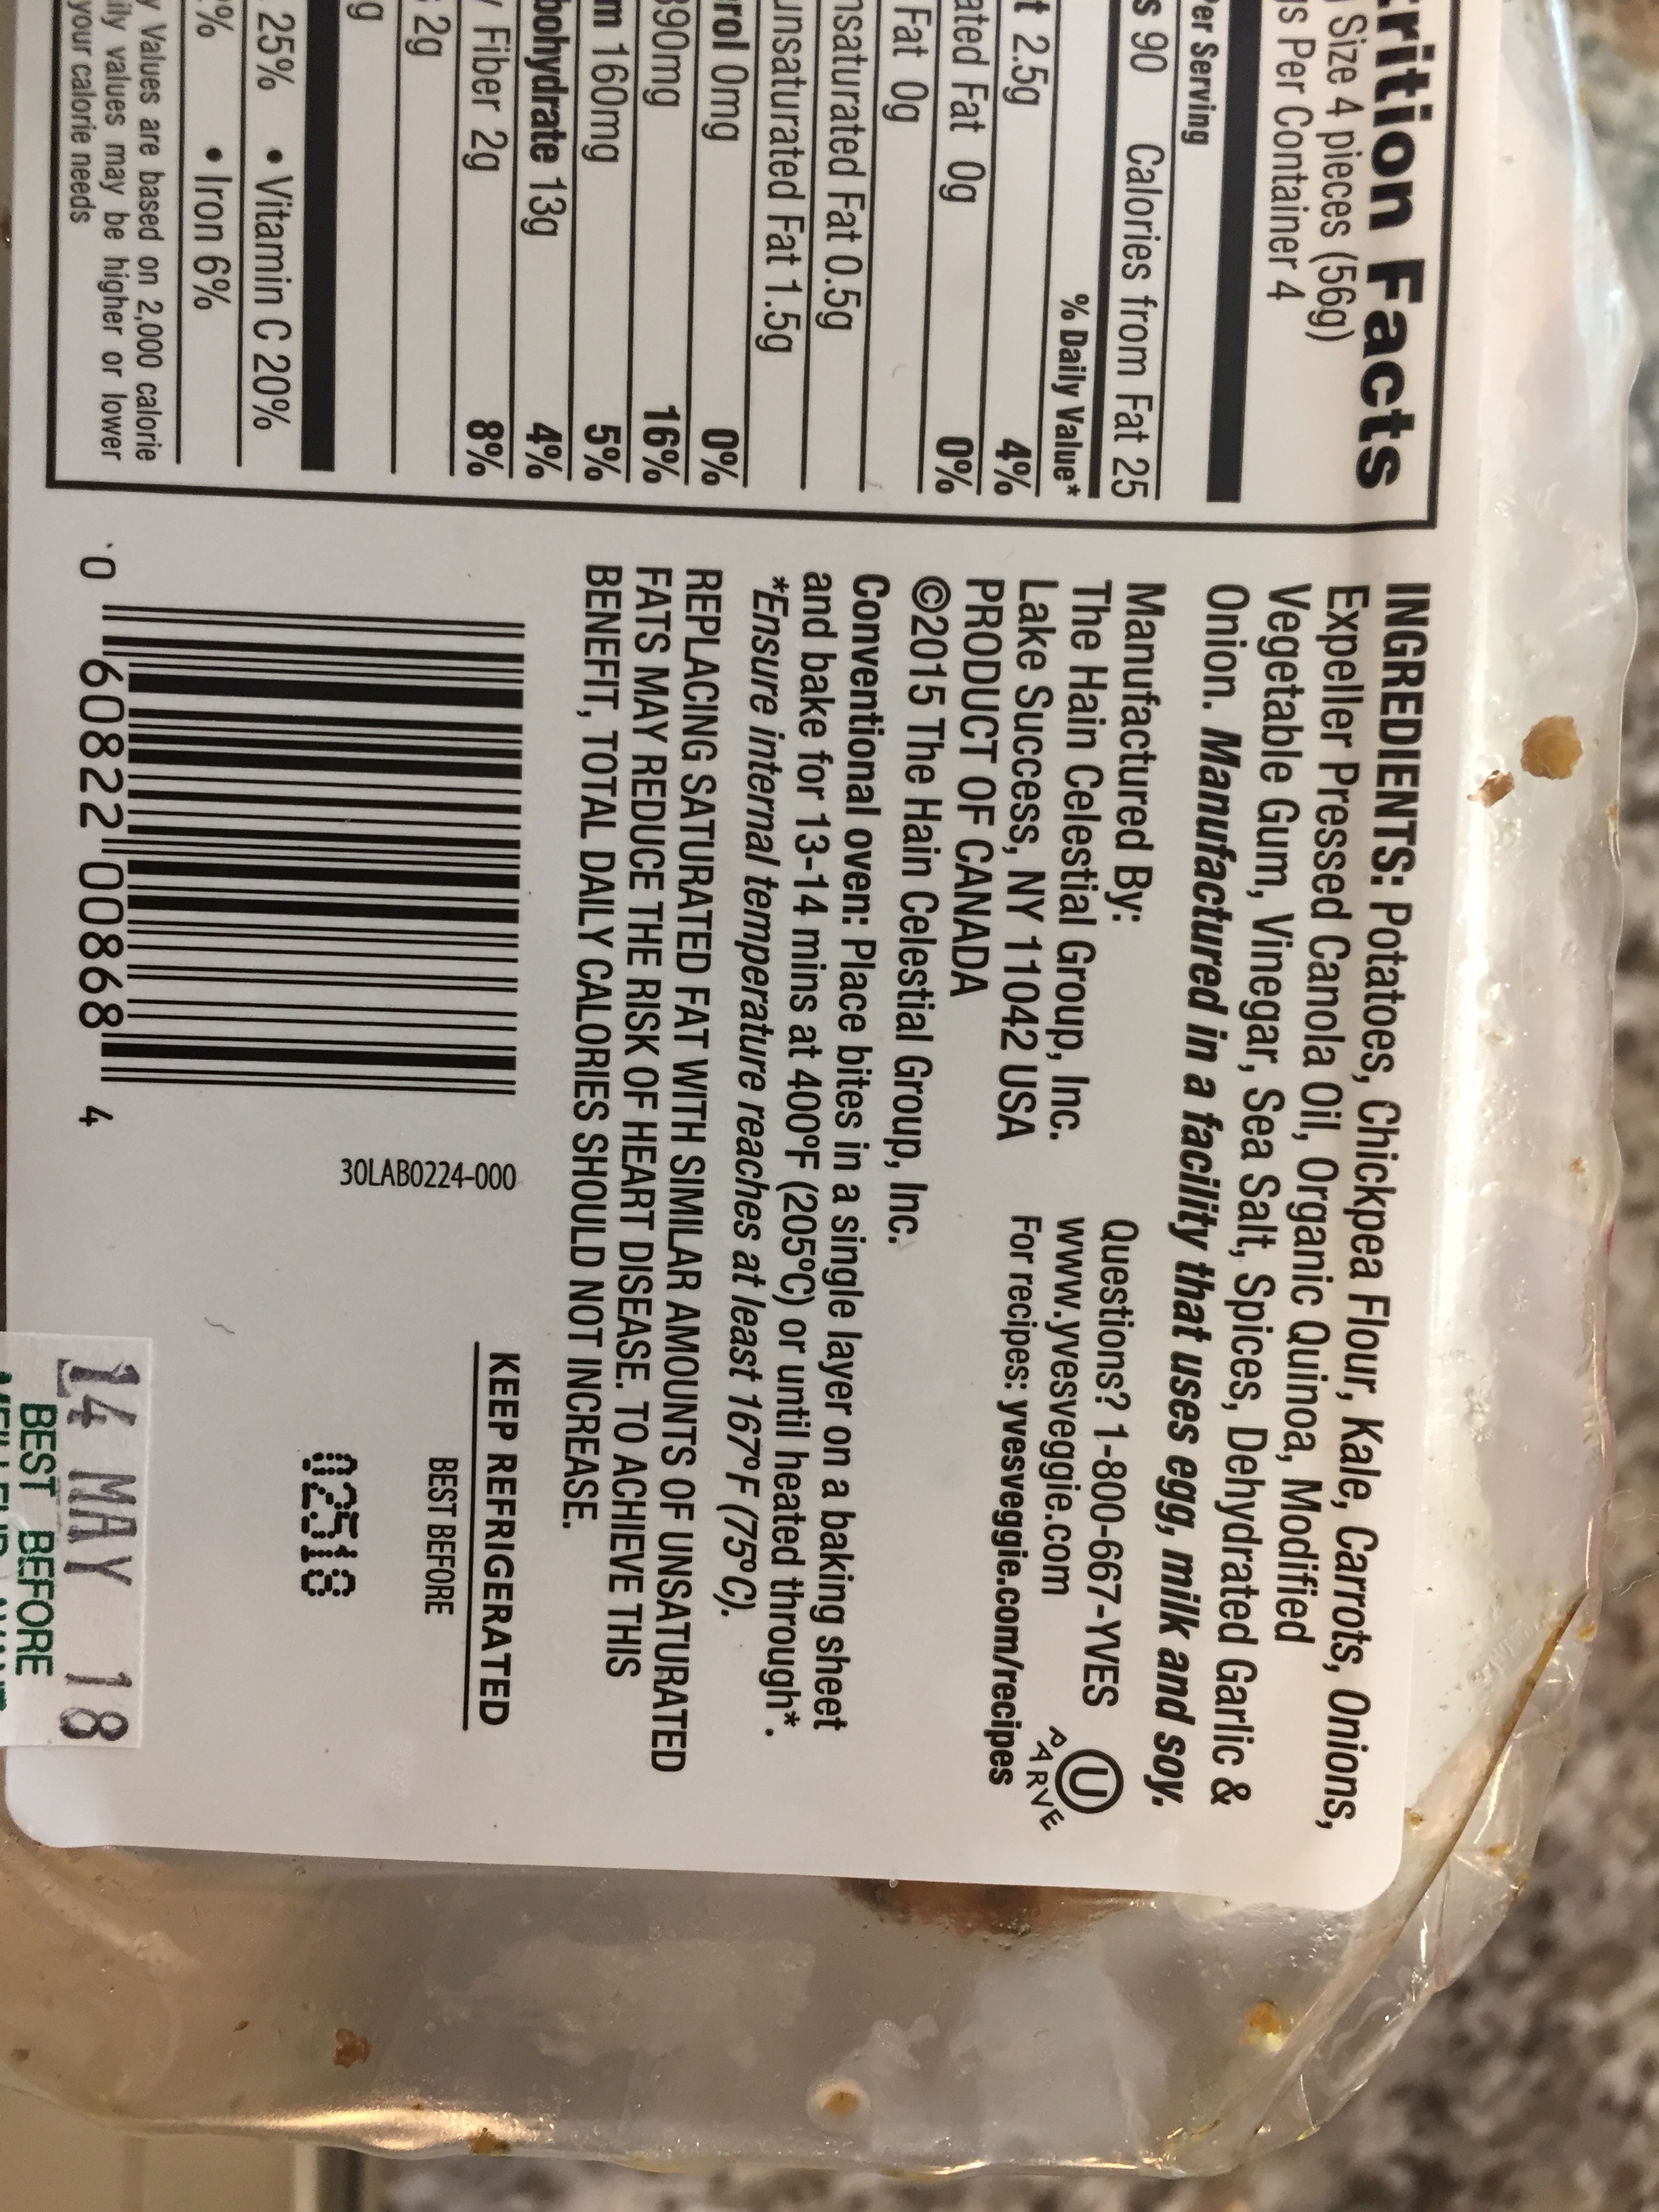 rition Facts
Size 4 pieces (56g)
s Per Container 4
Per Serving
s 90 Calories from Fat 25
% Daily Value*
t 2.5g 4%
ated Fat 0g 0%
Fat 0g
nsaturated Fat 0.5g
unsaturated Fat 1.5g
rol 0mg 0%
390mg 16%
m 160mg 5%
bohydrate 13g 4%
y Fiber 2g 8%
s 2g
g
25% • Vitamin C 20%
% • Iron 6%
y Values are based on 2,000 calorie
ily values may be higher or lower
your calorie needs
INGREDIENTS: Potatoes, Chickpea Flour, Kale, Carrots, Onions,
Expeller Pressed Canola Oil, Organic Quinoa, Modified
Vegetable Gum, Vinegar, Sea Salt, Spices, Dehydrated Garlic &
Onion. Manufactured in a facility that uses egg, milk and soy.
Manufactured By:
The Hain Celestial Group, Inc.
Lake Success, NY 11042 USA
PRODUCT OF CANADA
©2015 The Hain Celestial Group, Inc.
Questions? 1-800-667-YVES
www.yvesveggie.com
For recipes: yvesveggie.com/recipes
U
PARVE
Conventional oven: Place bites in a single layer on a baking sheet
and bake for 13-14 mins at 400ºF (205ºC) or until heated through*.
*Ensure internal temperature reaches at least 167ºF (75ºC).
REPLACING SATURATED FAT WITH SIMILAR AMOUNTS OF UNSATURATED
FATS MAY REDUCE THE RISK OF HEART DISEASE. TO ACHIEVE THIS
BENEFIT, TOTAL DAILY CALORIES SHOULD NOT INCREASE.
0 60822 00868 4
30LAB0224-000
KEEP REFRIGERATED
BEST BEFORE
02518
14 MAY 18
BEST BEFORE